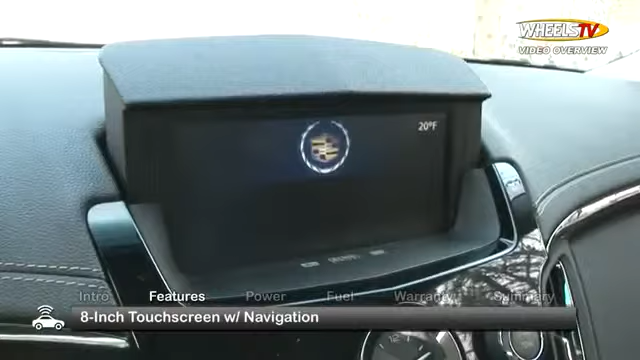 WHEELSTV
VIDEO OVERVIEW
20°F
Intro Features Power Fuel Warranty Summary
8-Inch Touchscreen w/ Navigation